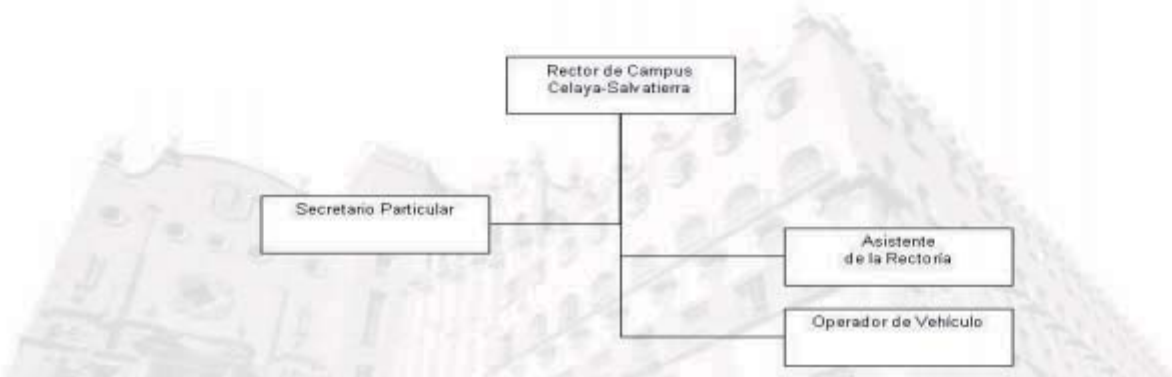 Rector de Campus
Celaya-Salvatierra
Secretario Particular
Asistente
de la Rectoría
Operador de Vehículo